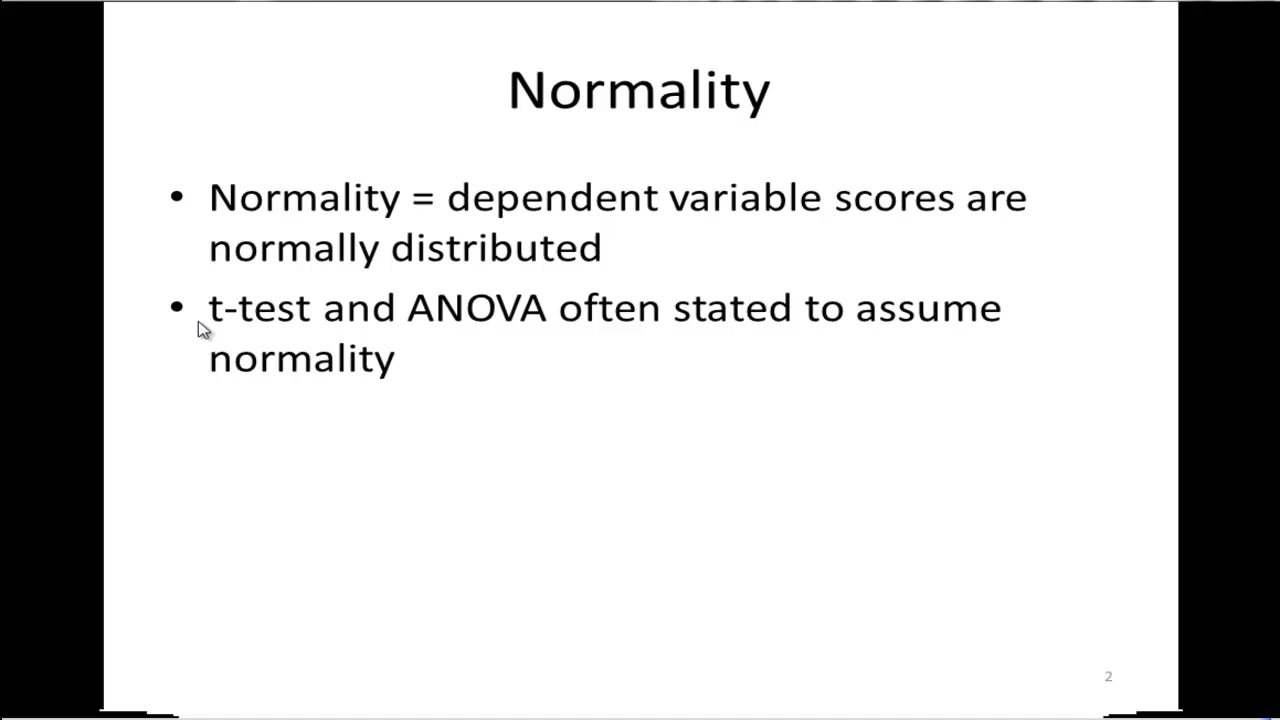 Normality
• Normality = dependent variable scores are
normally distributed
• t-test and ANOVA often stated to assume
normality
2